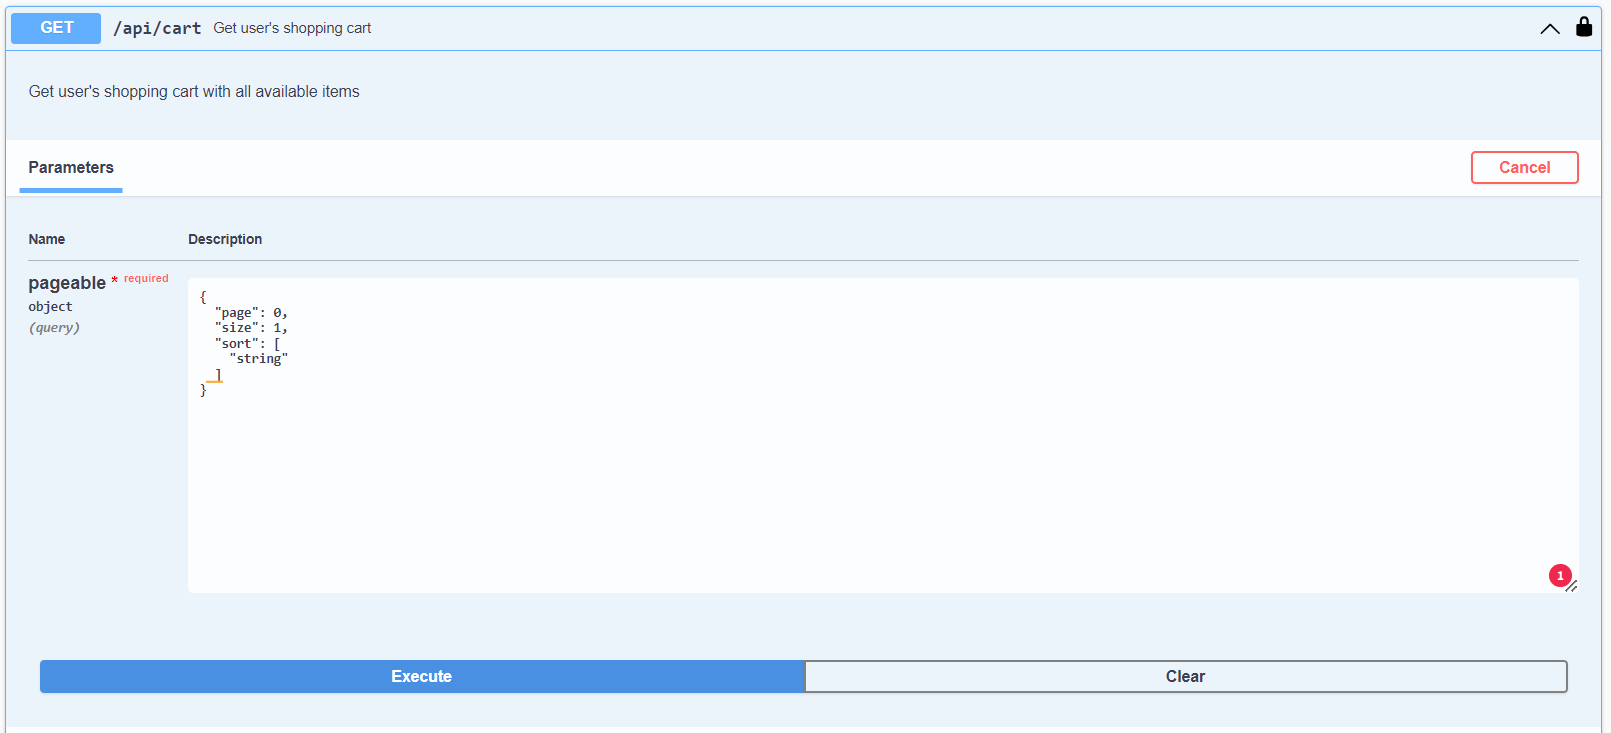 GET /api/cart Get user's shopping cart
Get user's shopping cart with all available items
Parameters
Cancel
Name Description
pageable * required
object
(query)
{
  "page": 0,
  "size": 1,
  "sort": [
    "string"
  ]
}
1
Execute
Clear